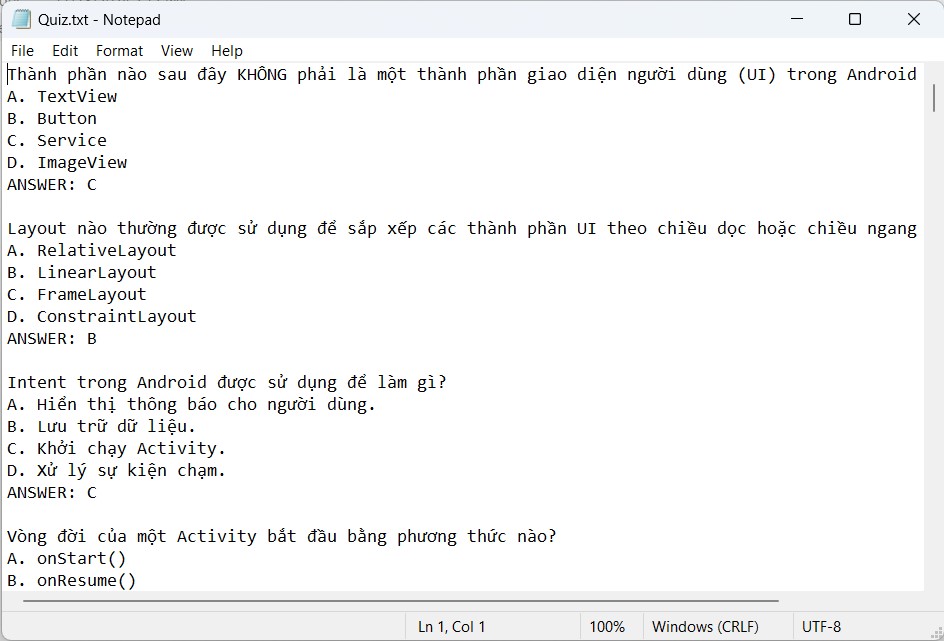 Quiz.txt - Notepad
File Edit Format View Help
Thành phần nào sau đây KHÔNG phải là một thành phần giao diện người dùng (UI) trong Android
A. TextView
B. Button
C. Service
D. ImageView
ANSWER: C
Layout nào thường được sử dụng để sắp xếp các thành phần UI theo chiều dọc hoặc chiều ngang
A. RelativeLayout
B. LinearLayout
C. FrameLayout
D. ConstraintLayout
ANSWER: B
Intent trong Android được sử dụng để làm gì?
A. Hiển thị thông báo cho người dùng.
B. Lưu trữ dữ liệu.
C. Khởi chạy Activity.
D. Xử lý sự kiện chạm.
ANSWER: C
Vòng đời của một Activity bắt đầu bằng phương thức nào?
A. onStart()
B. onResume()
Ln 1, Col 1 100% Windows (CRLF) UTF-8